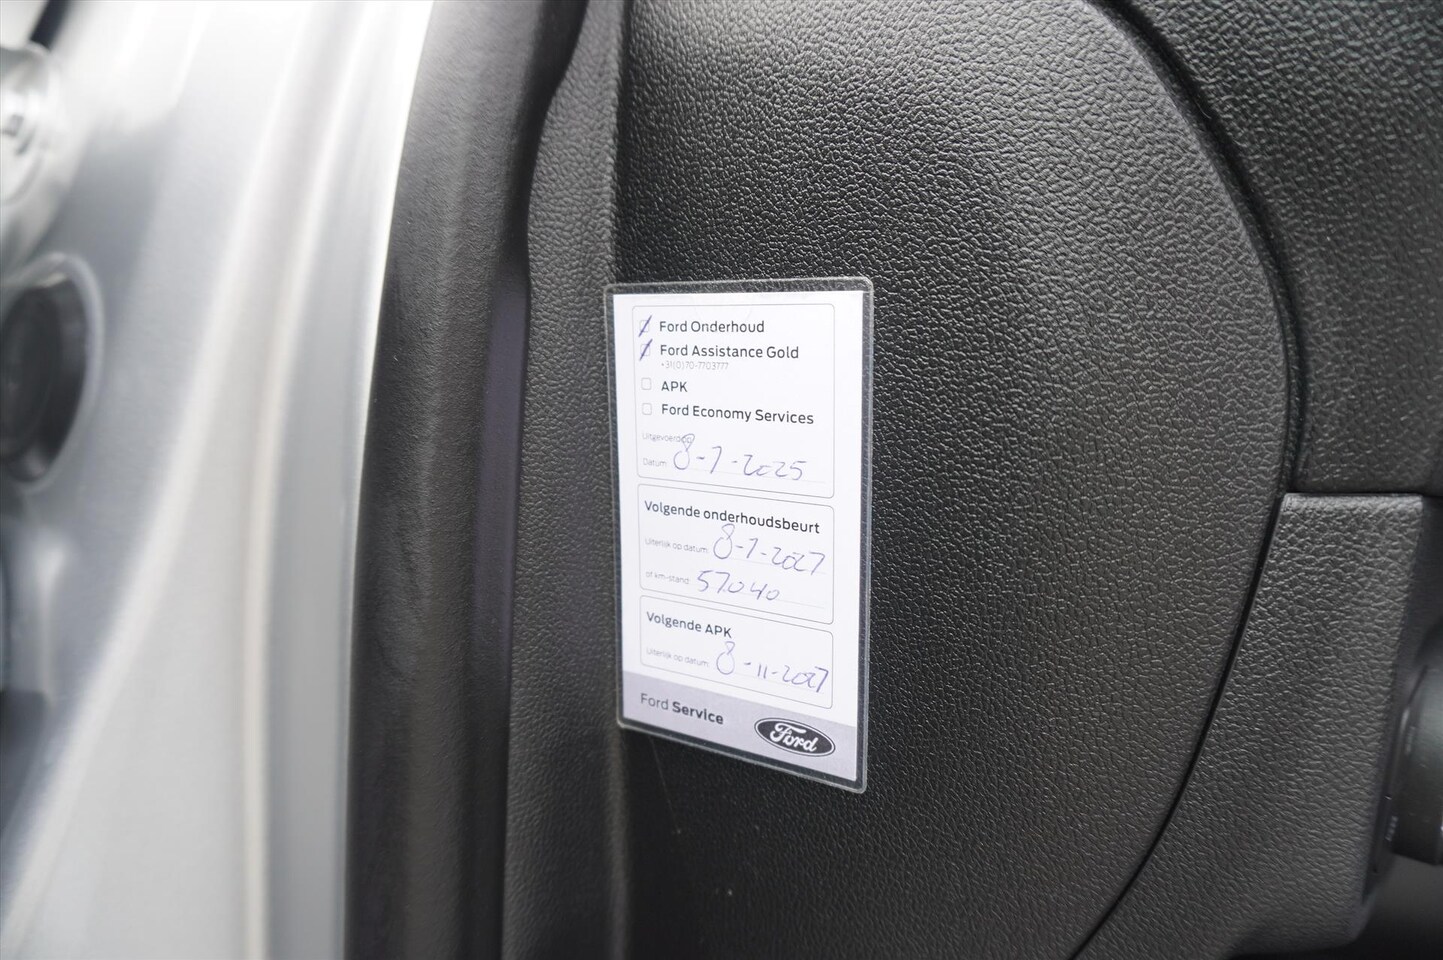 Ford Onderhoud
Ford Assistance Gold
+31(0)70-7703777
APK
Ford Economy Services
Uitgevoerd op
Datum: 8-7-2025
Volgende onderhoudsbeurt
Uiterlijk op datum: 8-7-2027
of km-stand: 57040
Volgende APK
Uiterlijk op datum: 8-11-2027
Ford Service
Ford